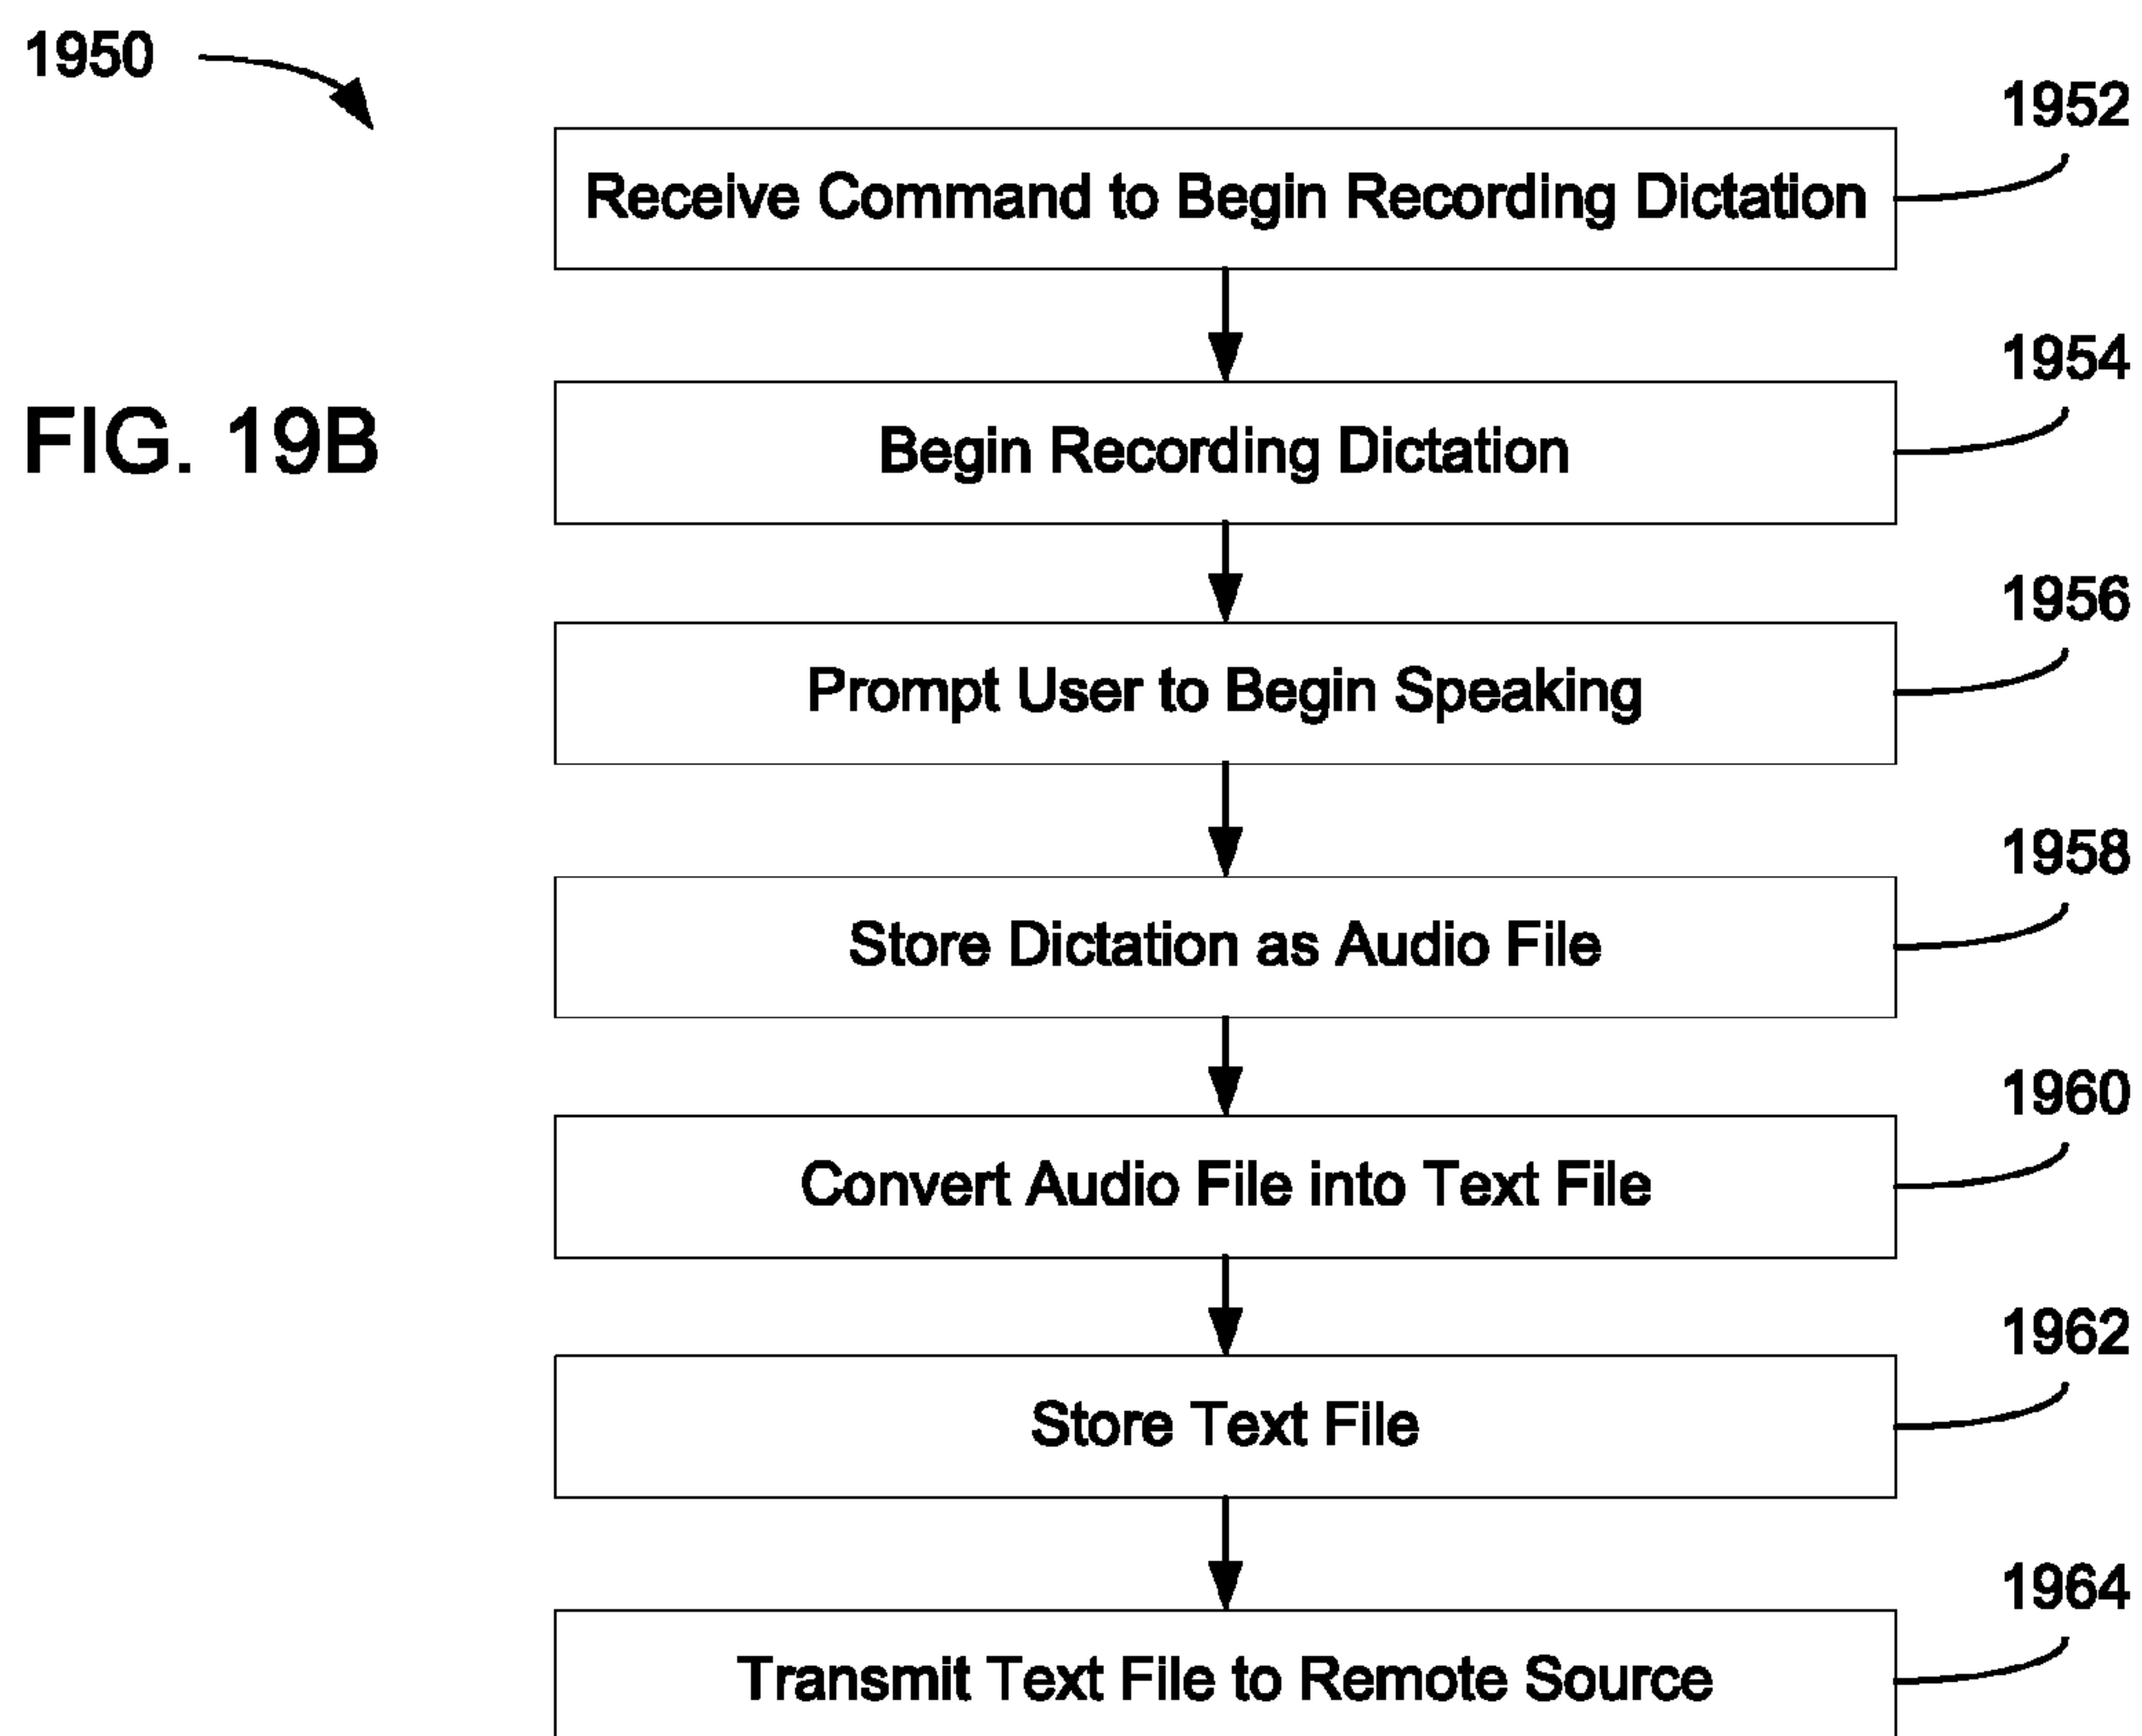 1950
1952
Receive Command to Begin Recording Dictation
1954
FIG. 19B
Begin Recording Dictation
1956
Prompt User to Begin Speaking
1958
Store Dictation as Audio File
1960
Convert Audio File into Text File
1962
Store Text File
1964
Transmit Text File to Remote Source